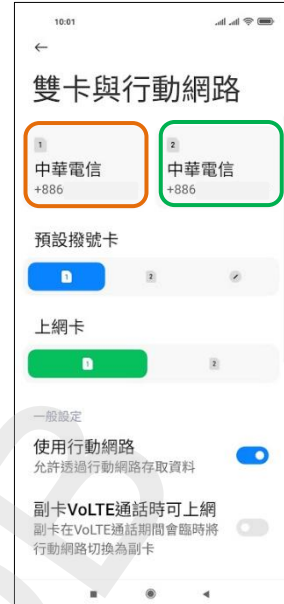 10:01
雙卡與行動網路
1
中華電信
+886
2
中華電信
+886
預設撥號卡
1
2
上網卡
1
2
一般設定
使用行動網路
允許透過行動網路存取資料
副卡VoLTE通話時可上網
副卡在VoLTE通話期間會臨時將
行動網路切換為副卡